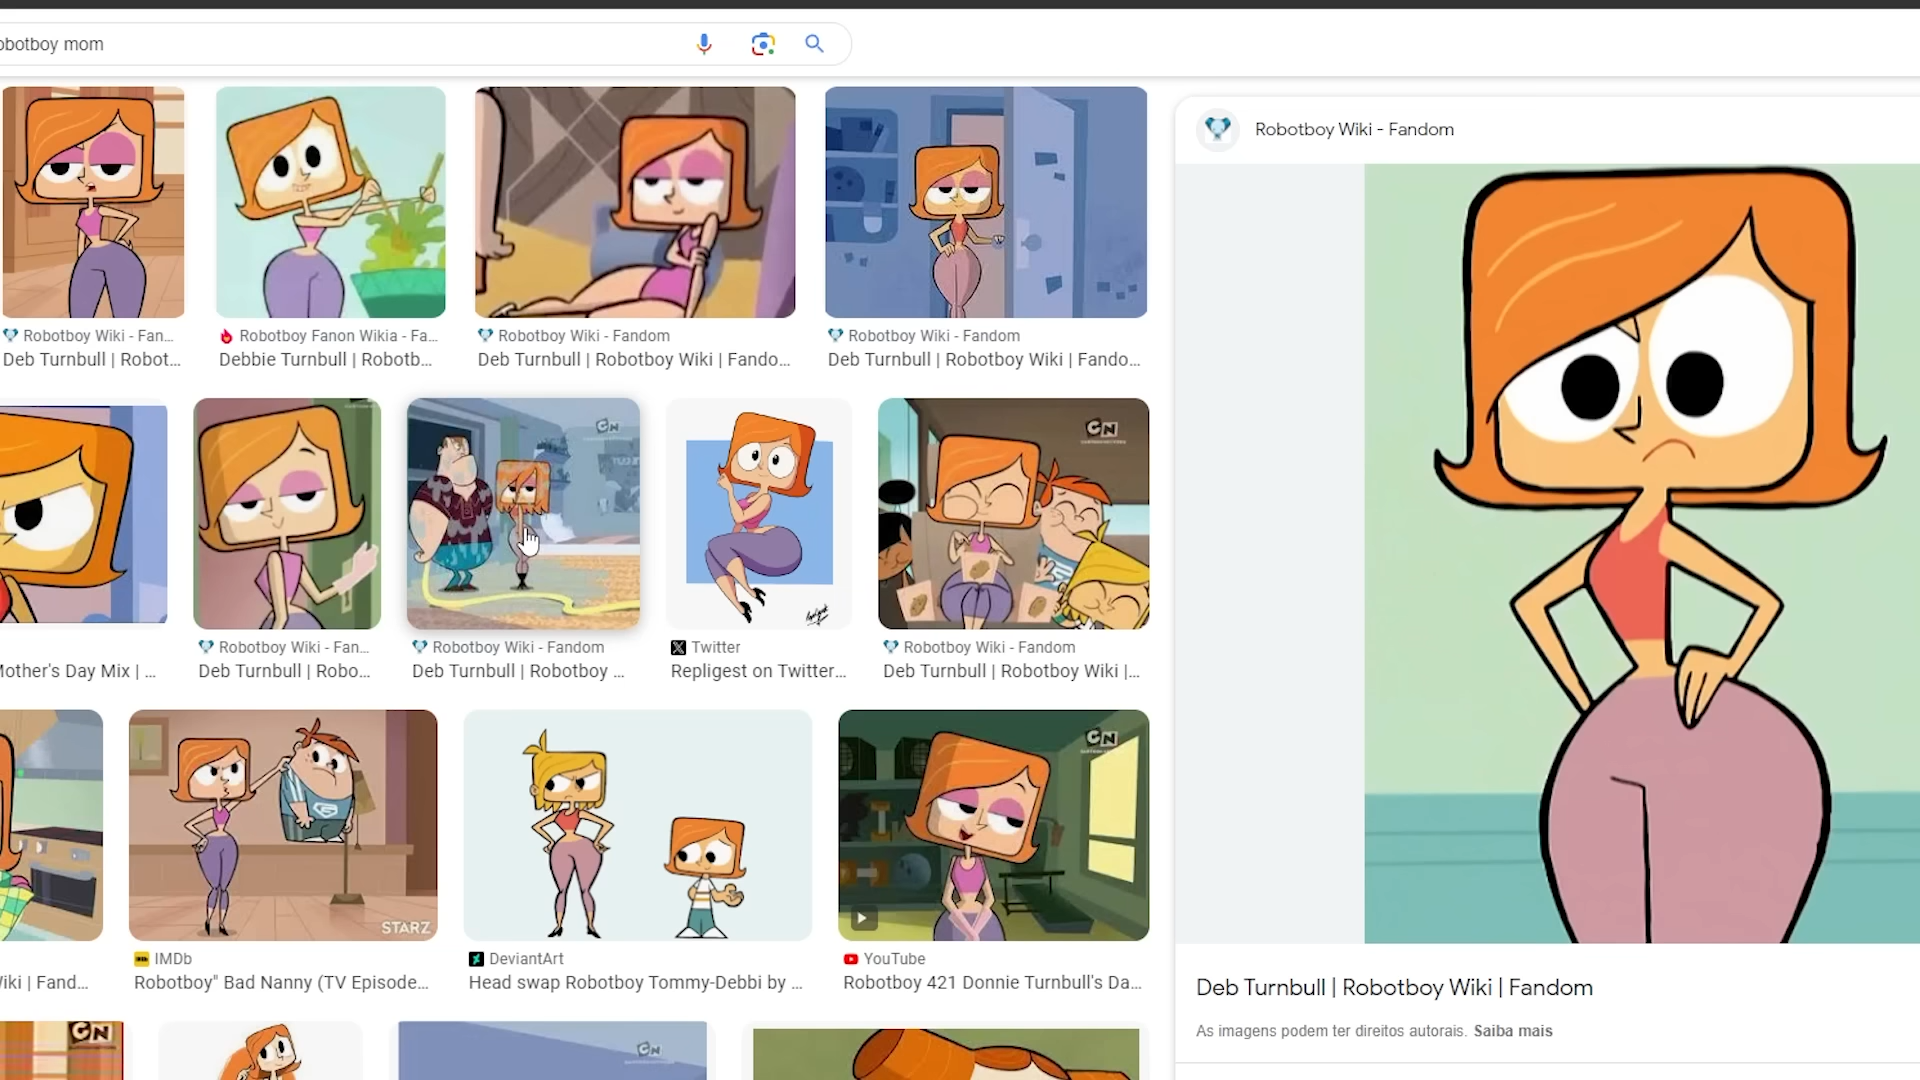 obotboy mom
Robotboy Wiki - Fandom
Robotboy Wiki - Fan...
Deb Turnbull | Robot...
Robotboy Fanon Wikia - Fa...
Debbie Turnbull | Robotb...
Robotboy Wiki - Fandom
Deb Turnbull | Robotboy Wiki | Fando...
Robotboy Wiki - Fandom
Deb Turnbull | Robotboy Wiki | Fando...
CN
CN
Mother's Day Mix | ...
Robotboy Wiki - Fan...
Deb Turnbull | Robo...
Robotboy Wiki - Fandom
Deb Turnbull | Robotboy ...
Twitter
Repligest on Twitter...
Robotboy Wiki - Fandom
Deb Turnbull | Robotboy Wiki |...
CN
STARZ
iki | Fand...
IMDb
Robotboy" Bad Nanny (TV Episode...
DeviantArt
Head swap Robotboy Tommy-Debbi by ...
YouTube
Robotboy 421 Donnie Turnbull's Da...
Deb Turnbull | Robotboy Wiki | Fandom
As imagens podem ter direitos autorais. Saiba mais
CN
CN